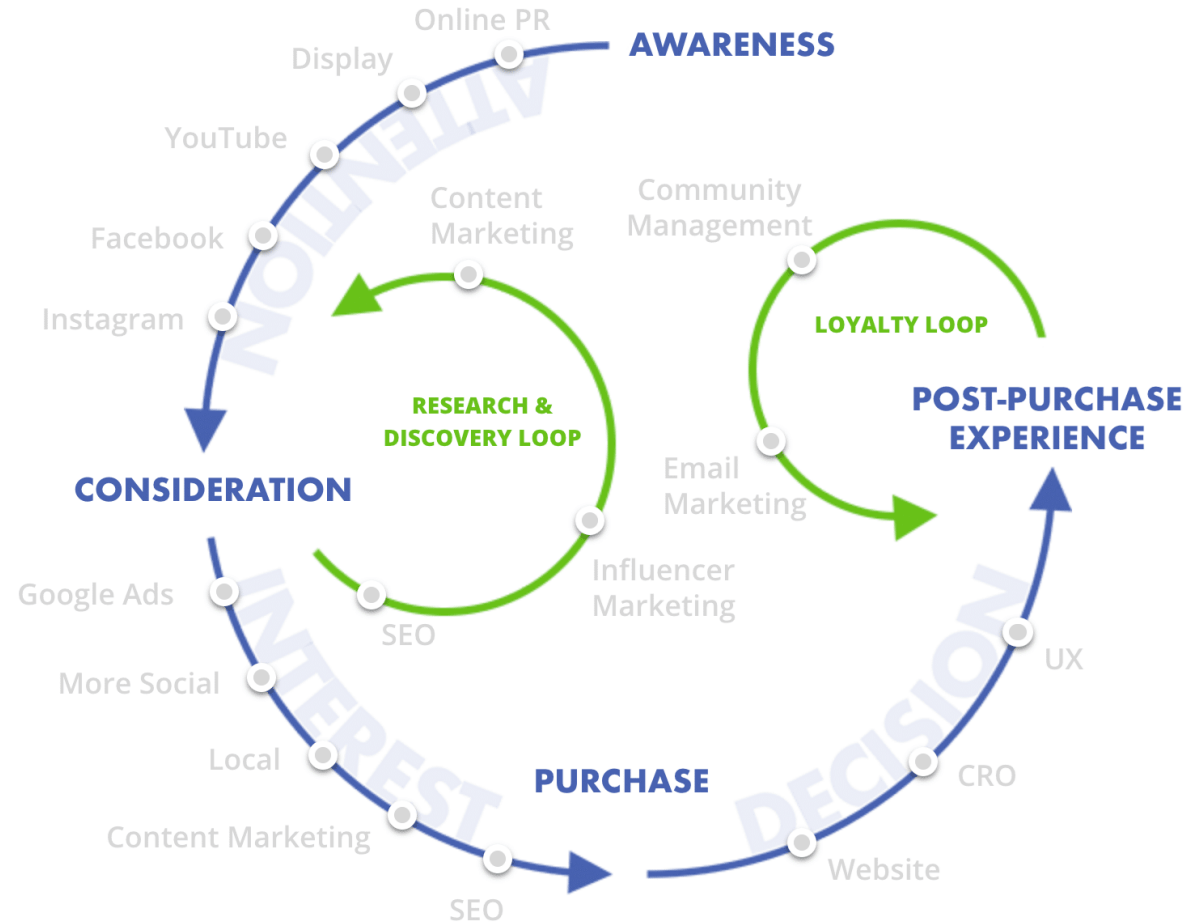 Online PR
AWARENESS
Display
ATTENTION
YouTube
Facebook
Instagram
Content
Marketing
Community
Management
LOYALTY LOOP
RESEARCH &
DISCOVERY LOOP
POST-PURCHASE
EXPERIENCE
CONSIDERATION
Email
Marketing
Influencer
Marketing
SEO
Google Ads
INTEREST
More Social
Local
Content Marketing
SEO
PURCHASE
DECISION
UX
CRO
Website